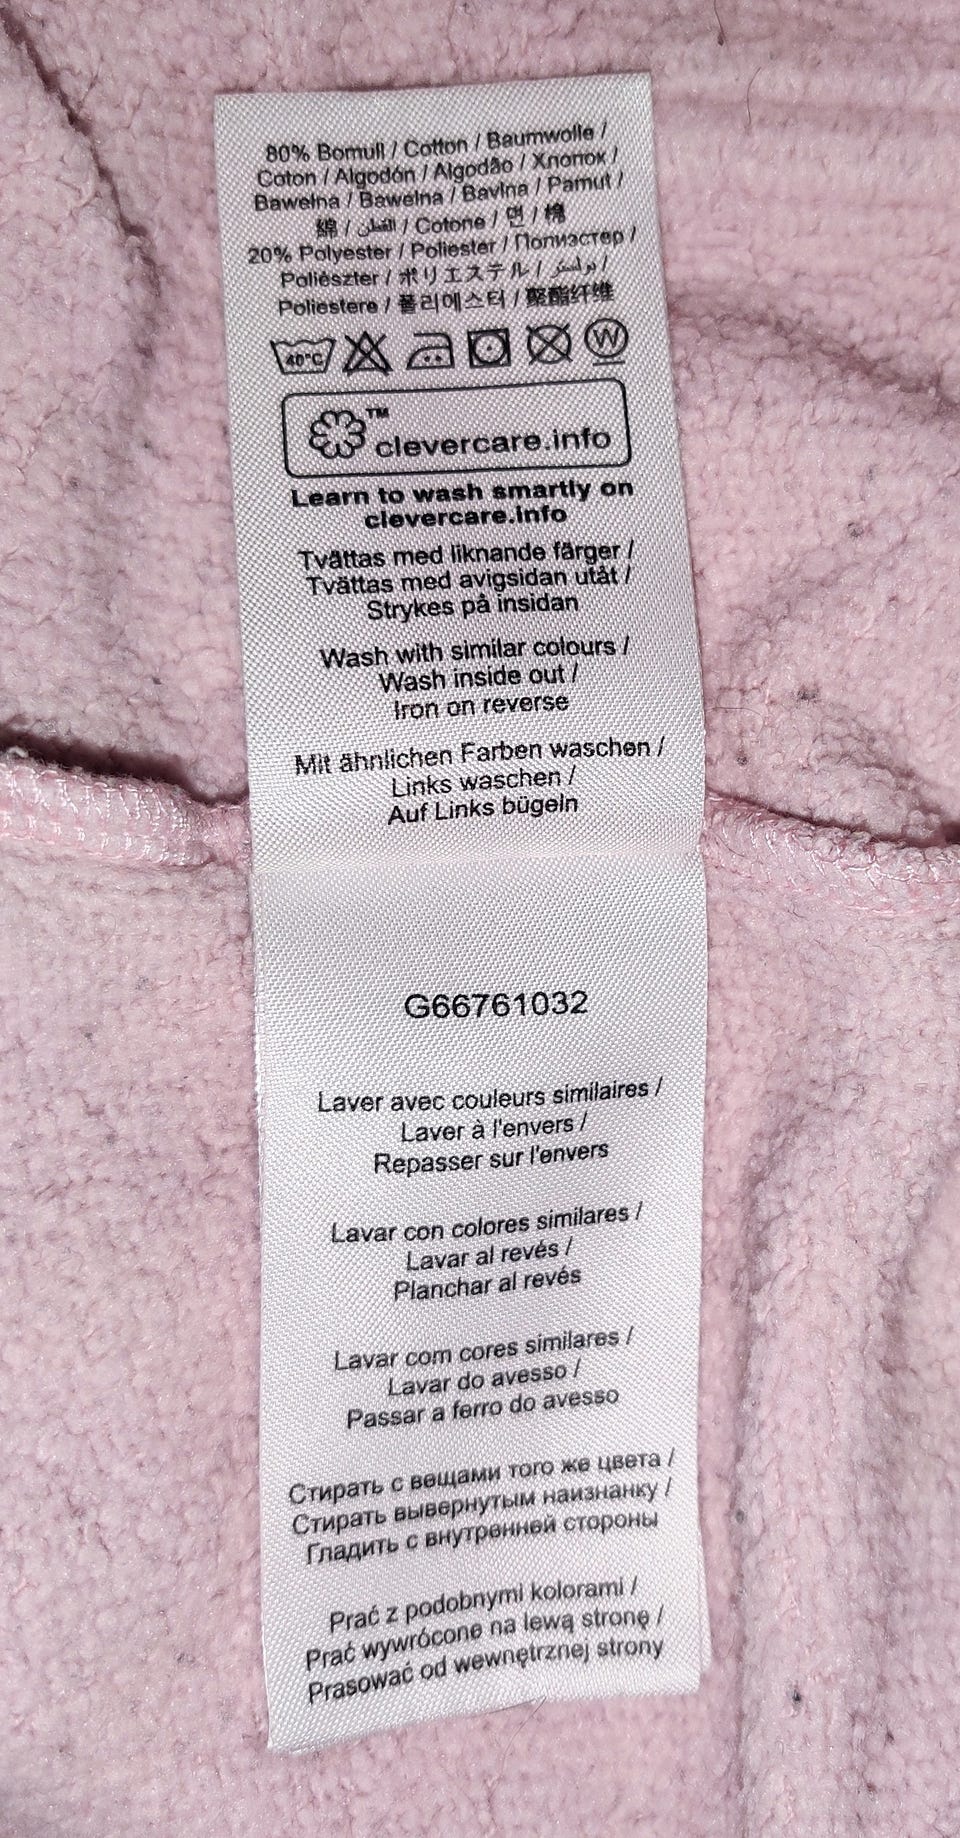 80% Bomull / Cotton / Baumwolle /
Coton / Algodón / Algodão / Хлопок /
Bawełna / Bawełna / Bavlna / Pamut /
綿 / القطن / Cotone / 면 / 棉
20% Polyester / Poliester / Полиэстер /
Poliészter / ポリエステル / بولستر /
Poliestere / 폴리에스터 / 聚酯纤维
40°C W
TM
clevercare.info
Learn to wash smartly on
clevercare.info
Tvättas med liknande färger /
Tvättas med avigsidan utåt /
Strykes på insidan
Wash with similar colours /
Wash inside out /
Iron on reverse
Mit ähnlichen Farben waschen /
Links waschen /
Auf Links bügeln
G66761032
Laver avec couleurs similaires /
Laver à l'envers /
Repasser sur l'envers
Lavar con colores similares /
Lavar al revés /
Planchar al revés
Lavar com cores similares /
Lavar do avesso /
Passar a ferro do avesso
Стирать с вещами того же цвета /
Стирать вывернутым наизнанку /
Гладить с внутренней стороны
Prać z podobnymi kolorami /
Prać wywrócone na lewą stronę /
Prasować od wewnętrznej strony